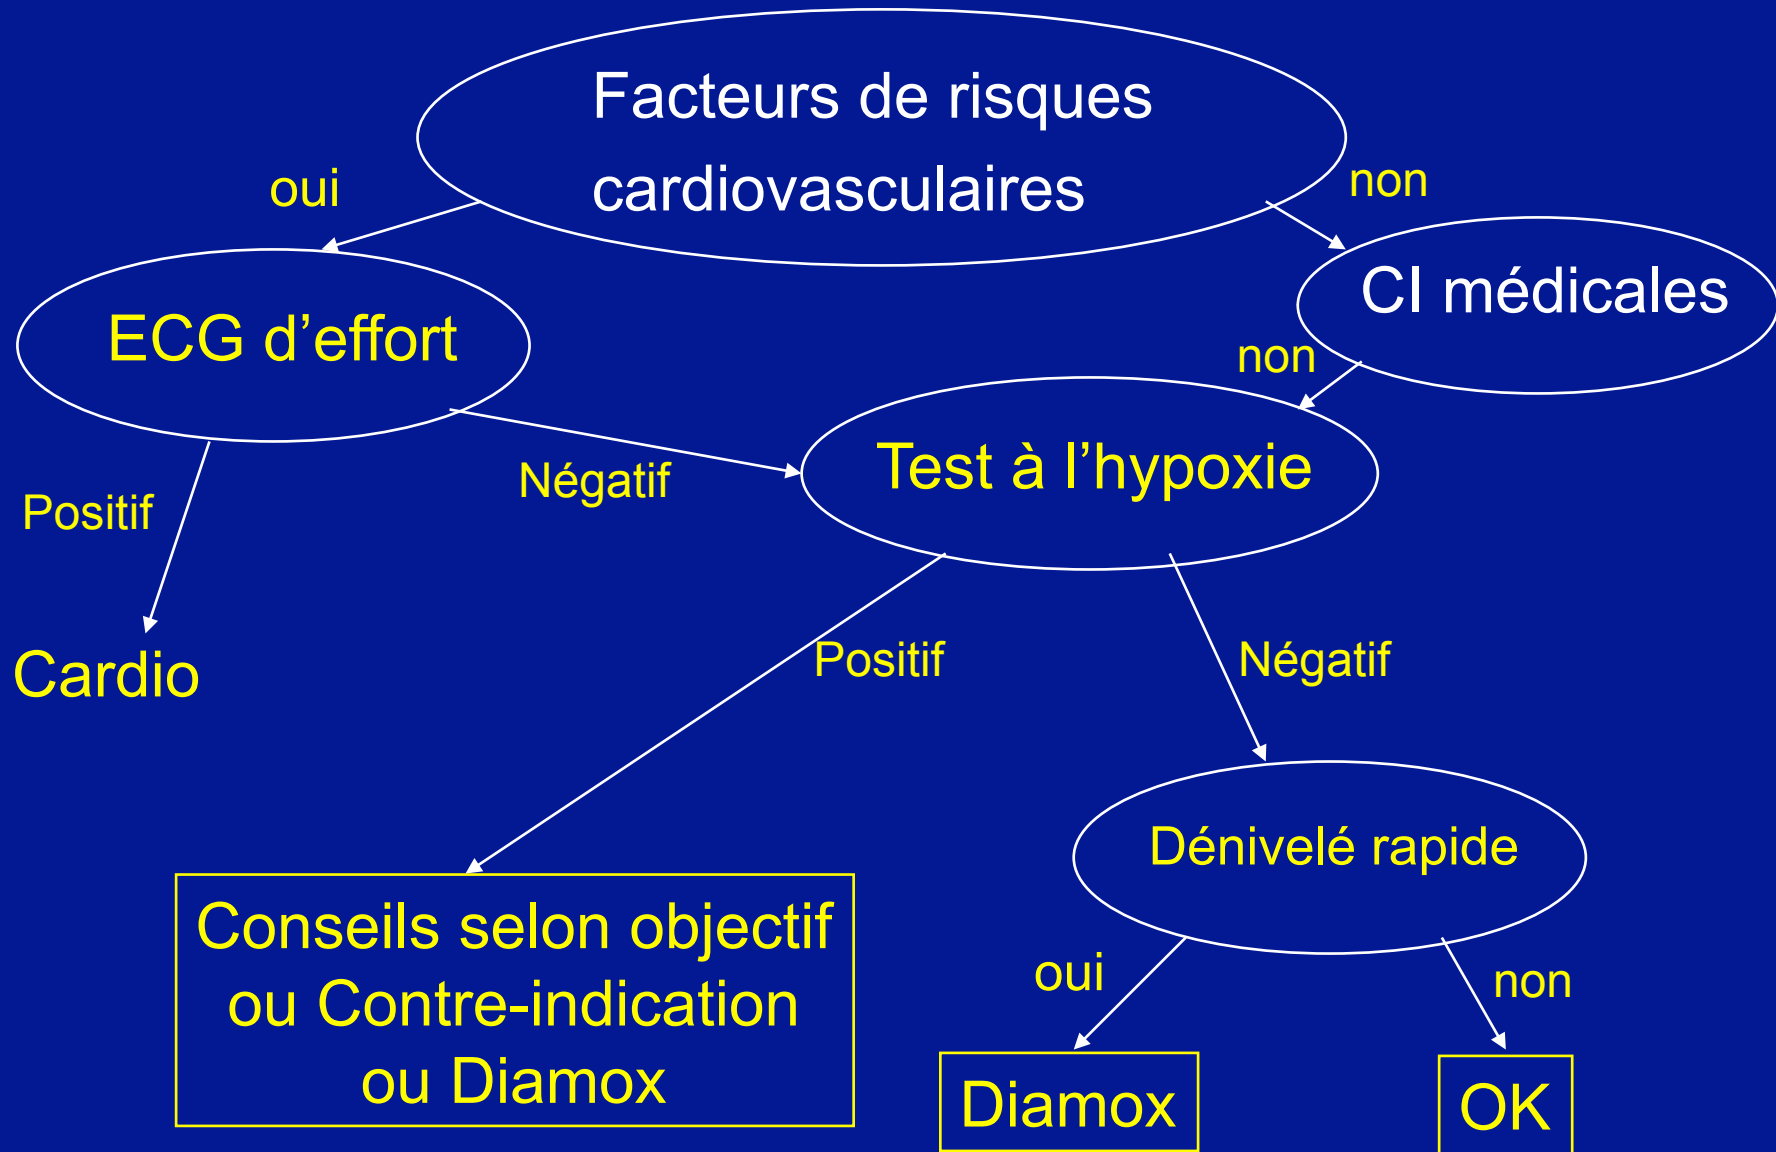 Facteurs de risques
cardiovasculaires
oui
non
ECG d’effort
CI médicales
non
Négatif
Test à l’hypoxie
Positif
Cardio
Positif
Négatif
Dénivelé rapide
Conseils selon objectif
ou Contre-indication
ou Diamox
oui
non
Diamox
OK